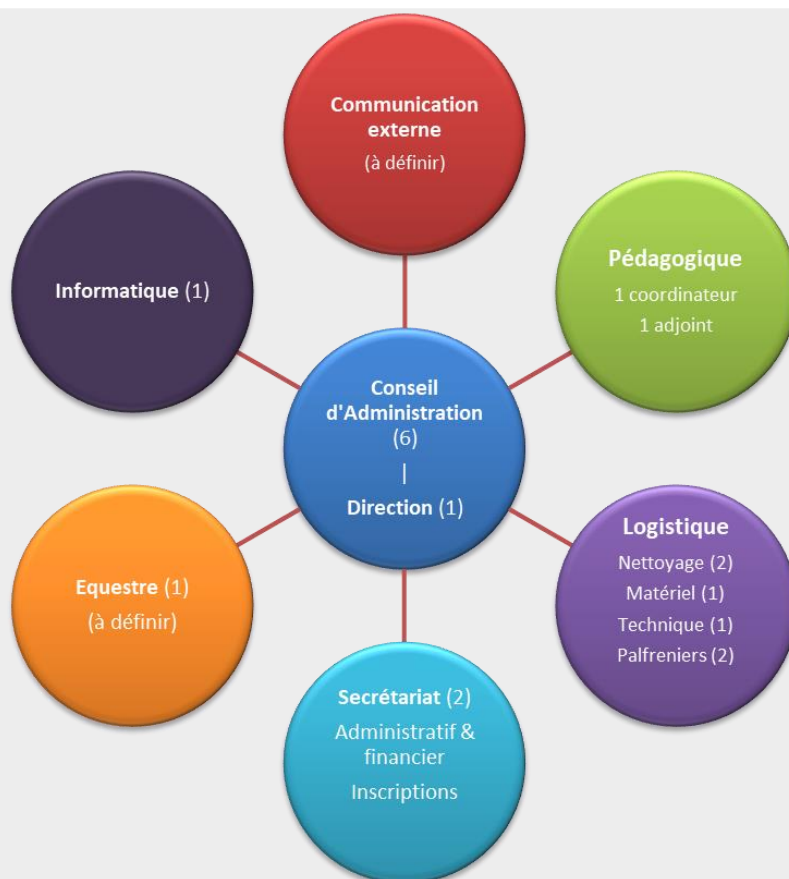 Communication
externe
(à définir)
Informatique (1)
Pédagogique
1 coordinateur
1 adjoint
Conseil
d'Administration
(6)
|
Direction (1)
Equestre (1)
(à définir)
Logistique
Nettoyage (2)
Matériel (1)
Technique (1)
Palfreniers (2)
Secrétariat (2)
Administratif &
financier
Inscriptions